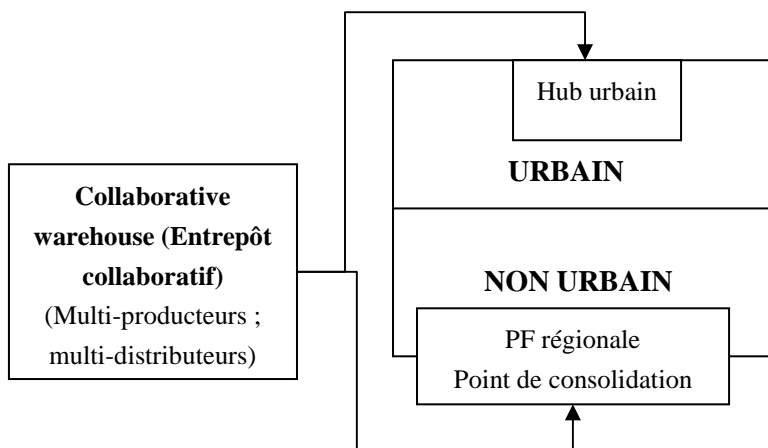 Hub urbain
URBAIN
Collaborative
warehouse (Entrepôt
collaboratif)
(Multi-producteurs ;
multi-distributeurs)
NON URBAIN
PF régionale
Point de consolidation